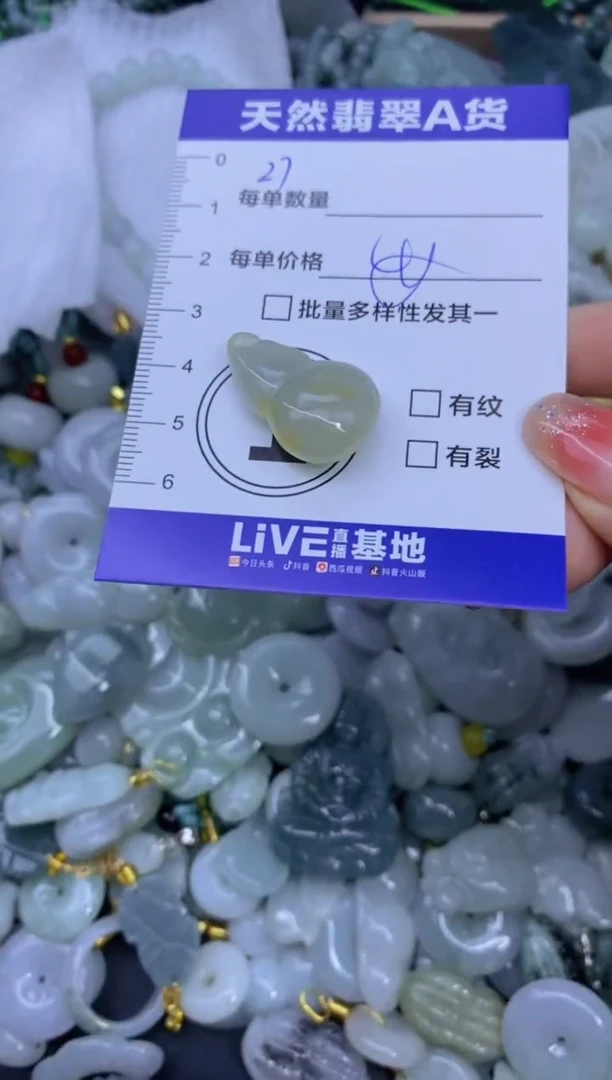 天然翡翠A货
0
27
1
每单数量
2
每单价格
3
批量多样性发其一
4
有纹
5
有裂
6
LiVE直播基地
今日头条 抖音 西瓜视频 抖音火山版